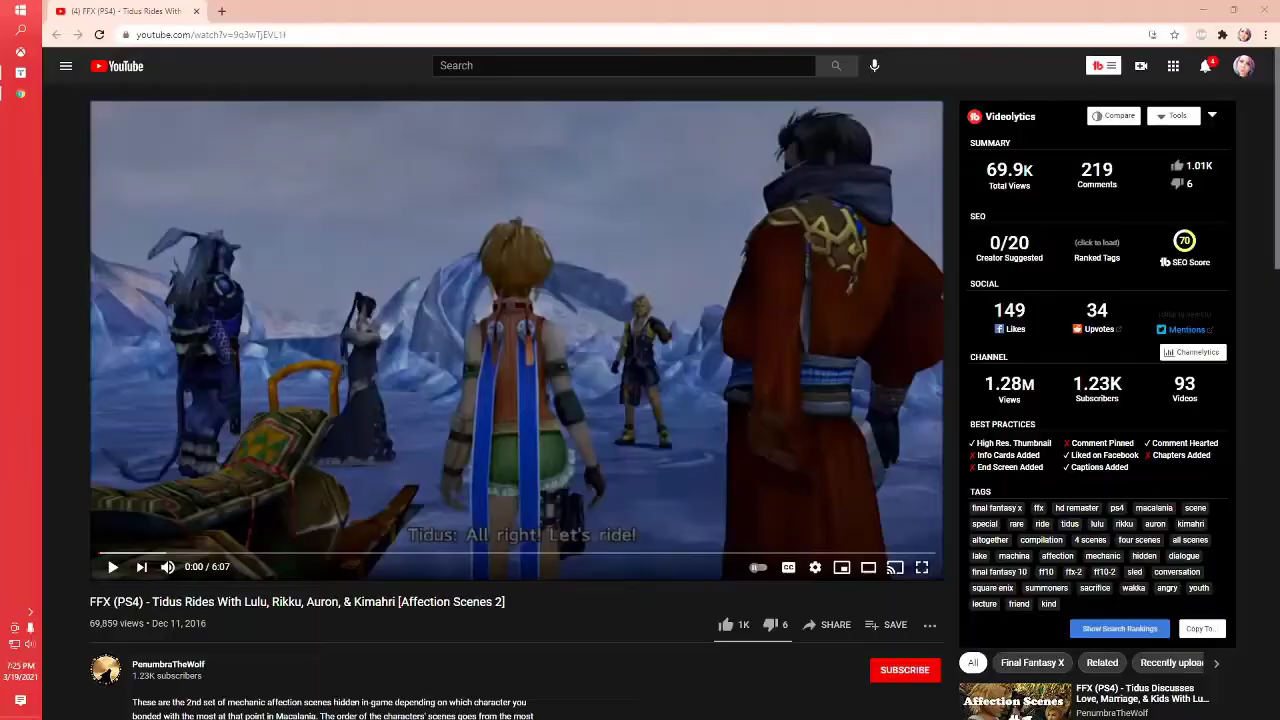 (4) FFX (PS4) - Tidus Rides With
youtube.com/watch?v=9q3wTjEVL1I
YouTube
Search
4
Tidus: All right! Let's ride!
0:00 / 6:07
FFX (PS4) - Tidus Rides With Lulu, Rikku, Auron, & Kimahri [Affection Scenes 2]
69,859 views • Dec 11, 2016
1K
6
SHARE
SAVE
PenumbraTheWolf
1.23K subscribers
SUBSCRIBE
These are the 2nd set of mechanic affection scenes hidden in-game depending on which character you
bonded with the most at that point in Macalania. The order of the characters' scenes goes from the most
tb Videolytics
Compare
Tools
SUMMARY
69.9K 219 1.01K
Total Views Comments 6
SEO
0/20 (click to load) 70
Creator Suggested Ranked Tags tb SEO Score
SOCIAL
149 34
Likes Upvotes Mentions
Channelytics
CHANNEL
1.28M 1.23K 93
Views Subscribers Videos
BEST PRACTICES
✓ High Res. Thumbnail ✗ Comment Pinned ✓ Comment Hearted
✗ Info Cards Added ✓ Liked on Facebook ✗ Chapters Added
✗ End Screen Added ✓ Captions Added
TAGS
final fantasy x ffx hd remaster ps4 macalania scene
special rare ride tidus lulu rikku auron kimahri
altogether compilation 4 scenes four scenes all scenes
lake machina affection mechanic hidden dialogue
final fantasy 10 ff10 ffx-2 ff10-2 sled conversation
square enix summoners sacrifice wakka angry youth
lecture friend kind
Show Search Rankings
Copy To...
All Final Fantasy X Related Recently uploa
Affection Scenes
FFX (PS4) - Tidus Discusses
Love, Marriage, & Kids With Lu...
PenumbraTheWolf
7:25 PM
3/19/2021